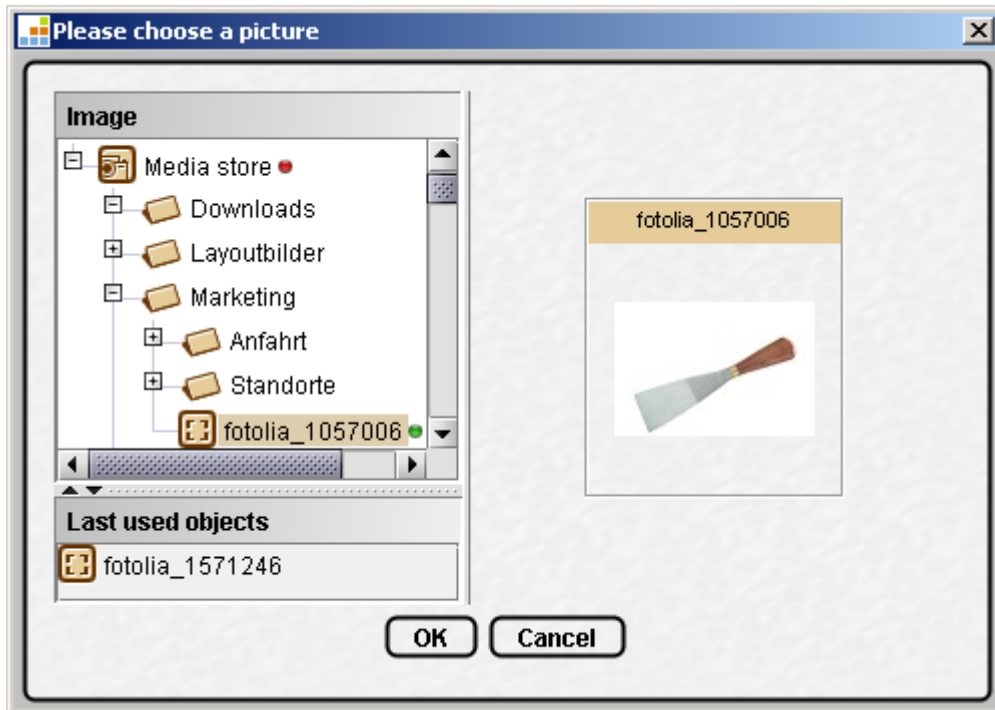 Please choose a picture
Image
Media store
Downloads
Layoutbilder
Marketing
Anfahrt
Standorte
fotolia_1057006
Last used objects
fotolia_1571246
fotolia_1057006
OK
Cancel